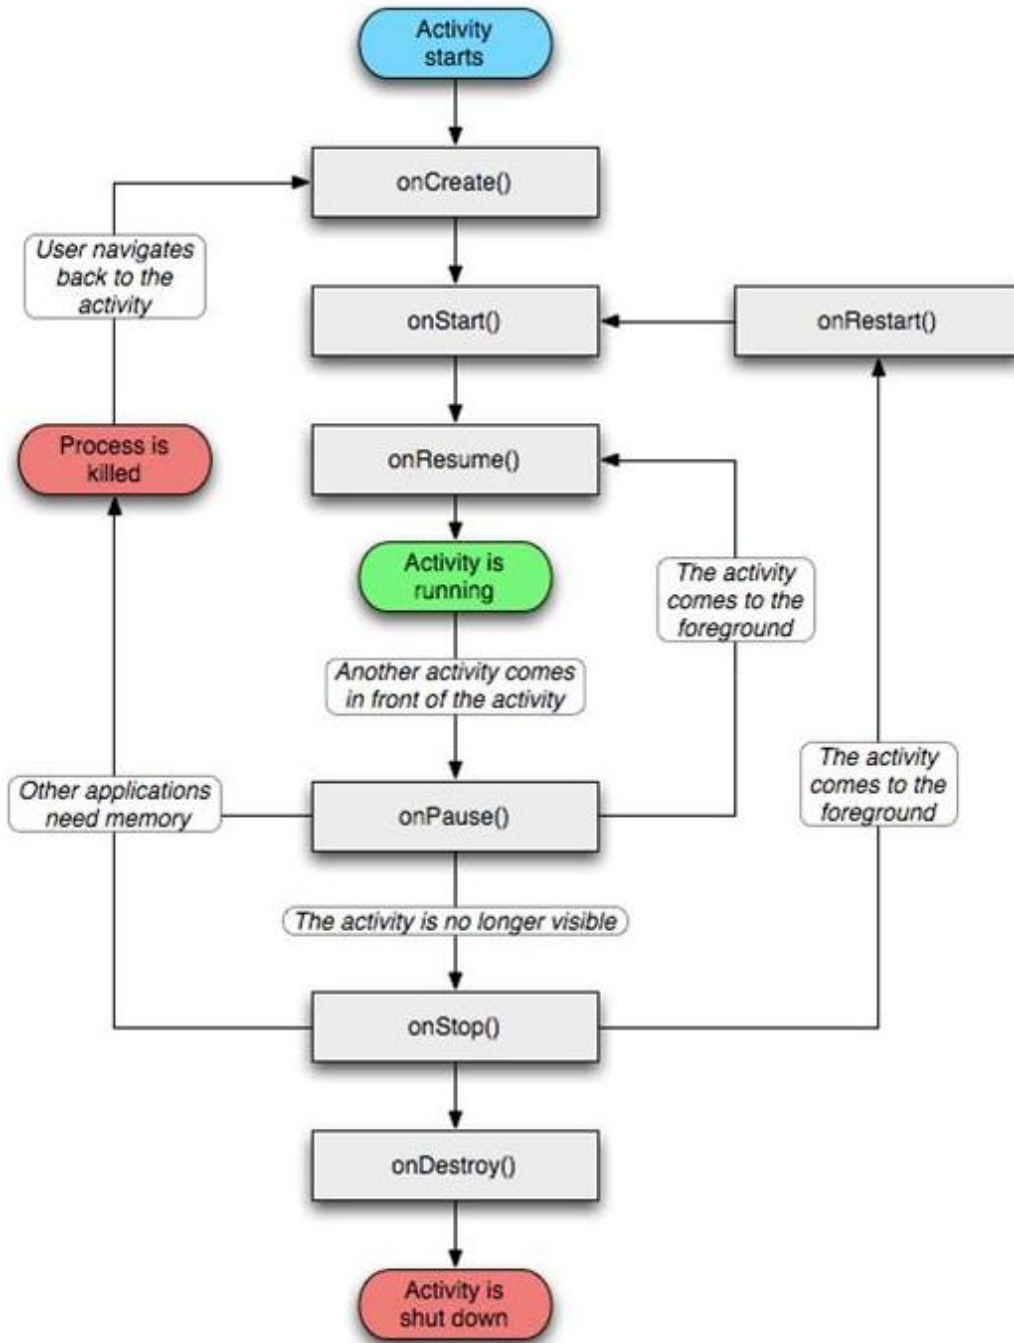 Activity
starts
onCreate()
User navigates
back to the
activity
onStart()
onRestart()
Process is
killed
onResume()
Activity is
running
The activity
comes to the
foreground
Another activity comes
in front of the activity
The activity
comes to the
foreground
Other applications
need memory
onPause()
The activity is no longer visible
onStop()
onDestroy()
Activity is
shut down